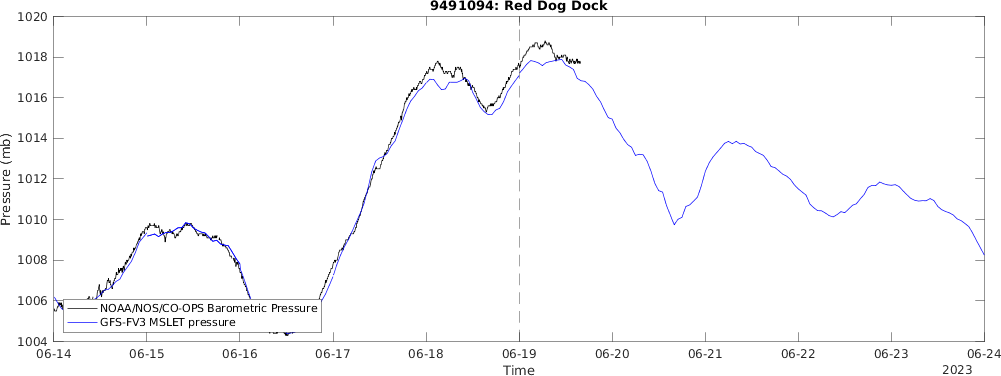 9491094: Red Dog Dock
1020
1018
1016
1014
1012
1010
1008
1006
1004
Pressure (mb)
NOAA/NOS/CO-OPS Barometric Pressure
GFS-FV3 MSLET pressure
06-14 06-15 06-16 06-17 06-18 06-19 06-20 06-21 06-22 06-23 06-24
Time
2023